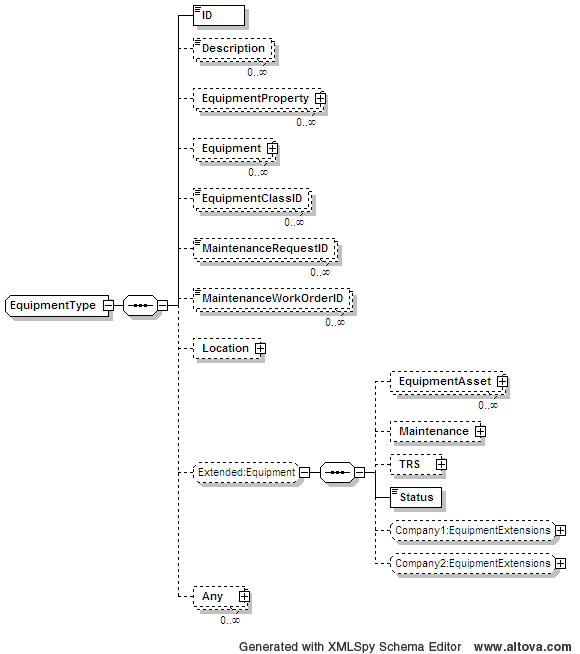 ID
Description
0..∞
EquipmentProperty
0..∞
Equipment
0..∞
EquipmentClassID
0..∞
MaintenanceRequestID
0..∞
EquipmentType
MaintenanceWorkOrderID
0..∞
Location
EquipmentAsset
0..∞
Maintenance
TRS
Extended:Equipment
Status
Company1:EquipmentExtensions
Company2:EquipmentExtensions
Any
0..∞
Generated with XMLSpy Schema Editor www.altova.com